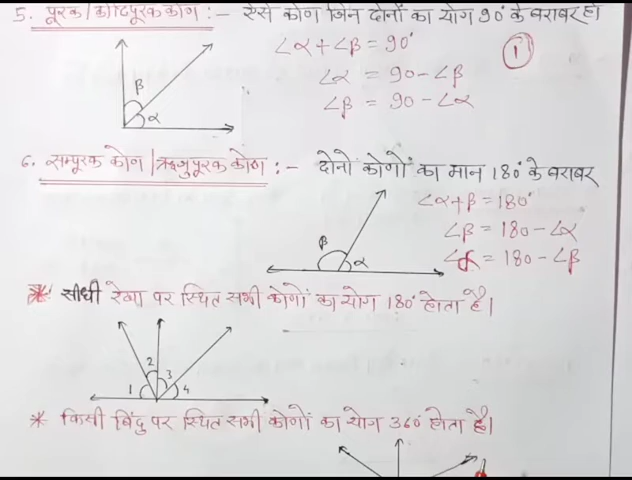 5. पूरक/कोटिपूरक कोण :- ऐसे कोण जिन दोनों का योग 90° के बराबर हो
∠α + ∠β = 90°
1
∠α = 90 - ∠β
∠β = 90 - ∠α
β
α
6. सम्पूरक कोण/ऋजुपूरक कोण :- दोनों कोणों का मान 180° के बराबर
∠α + β = 180°
∠β = 180 - ∠α
∠α = 180 - ∠β
β
α
* सीधी रेखा पर स्थित सभी कोणों का योग 180° होता है।
1 2 3 4
* किसी बिंदु पर स्थित सभी कोणों का योग 360° होता है।